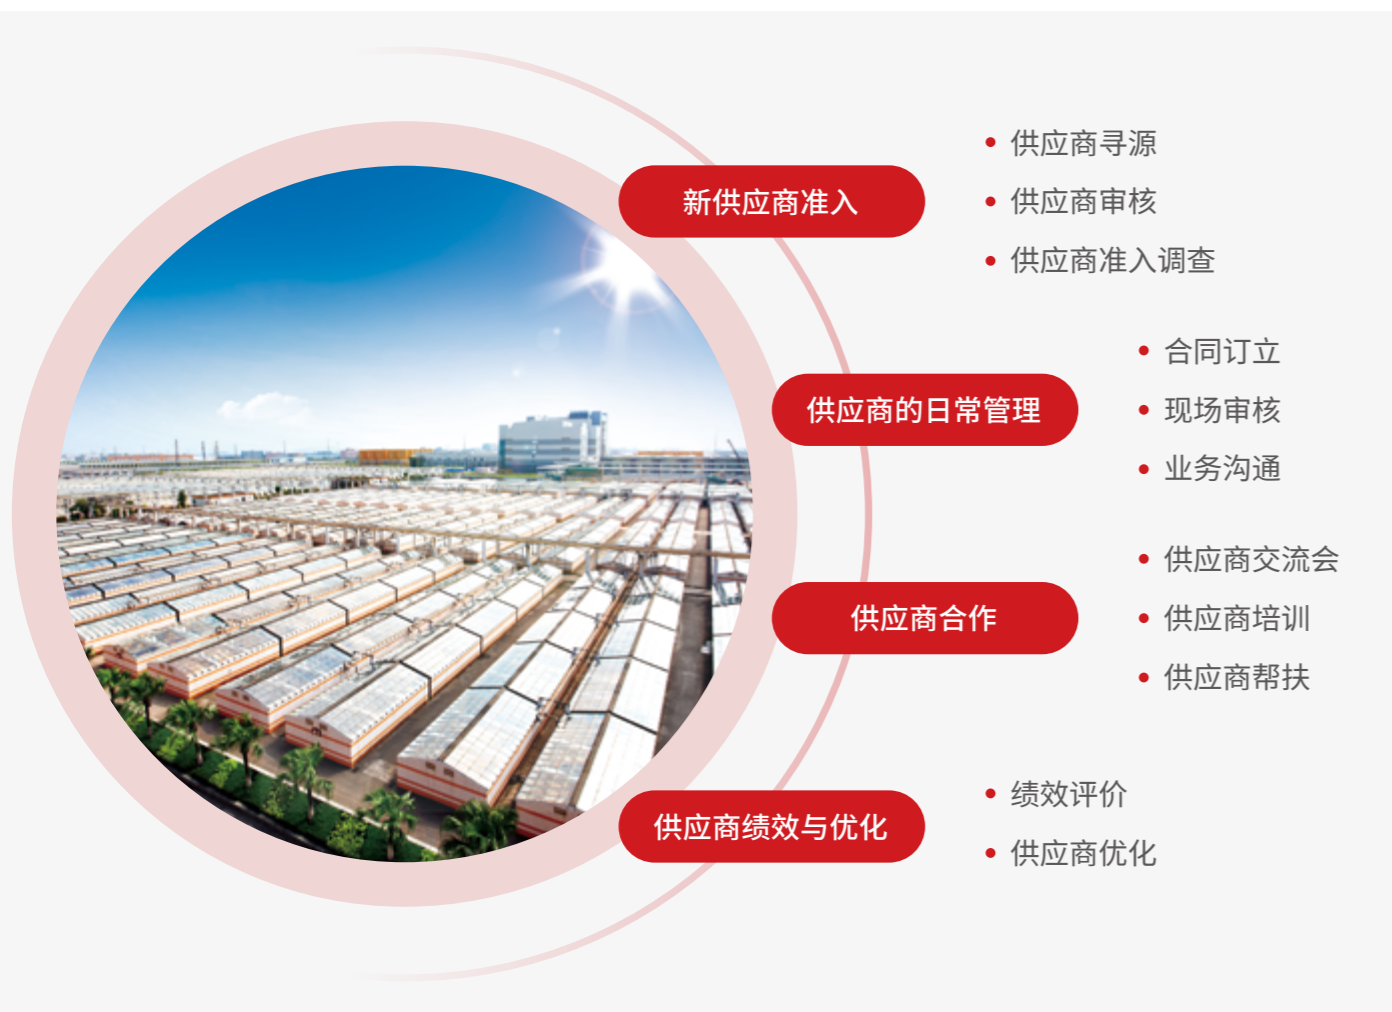 新供应商准入
供应商寻源
供应商审核
供应商准入调查
供应商的日常管理
合同订立
现场审核
业务沟通
供应商合作
供应商交流会
供应商培训
供应商帮扶
供应商绩效与优化
绩效评价
供应商优化